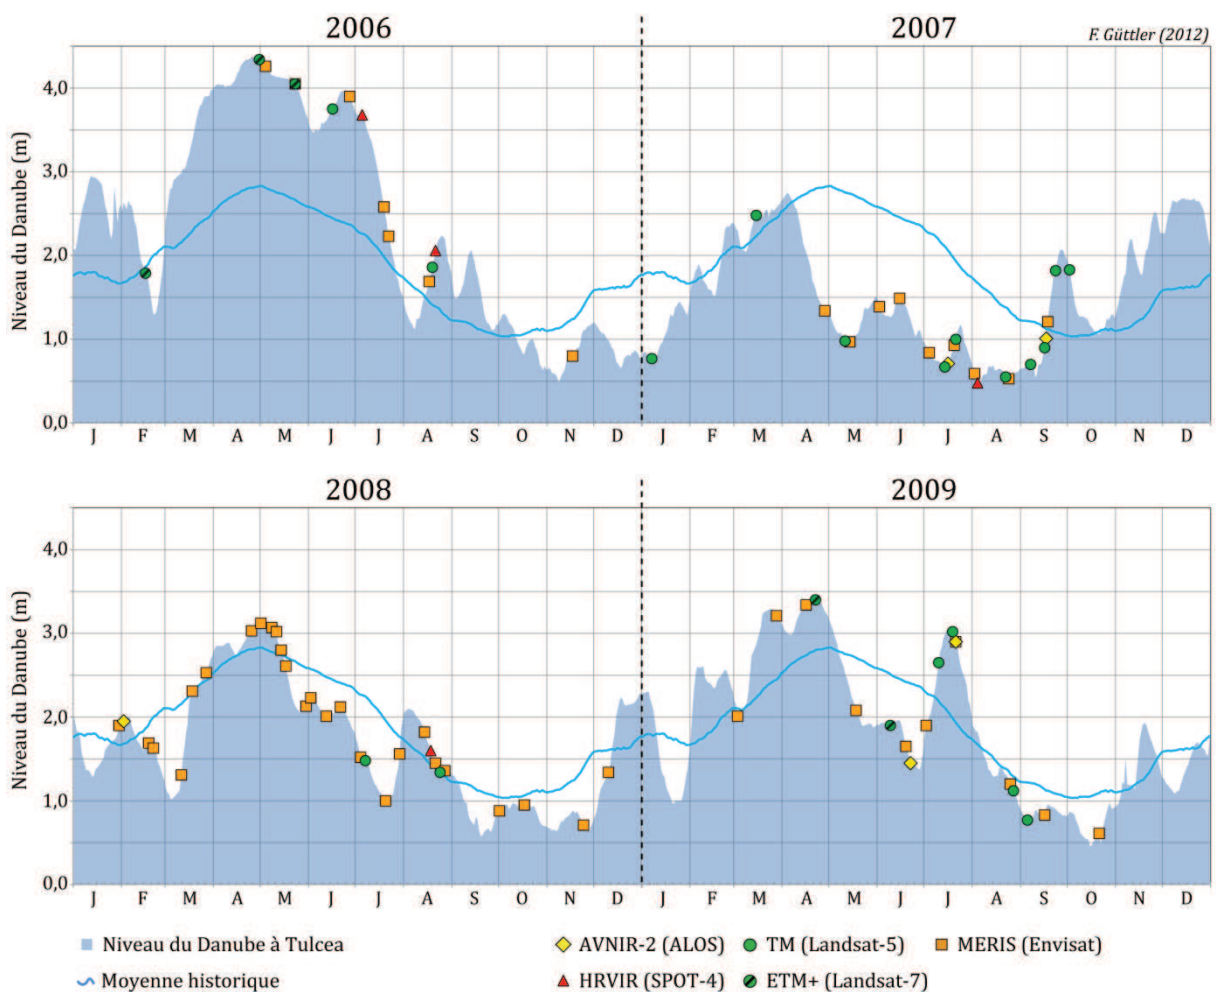 2006
2007
F. Güttler (2012)
Niveau du Danube (m)
4,0
3,0
2,0
1,0
0,0
J F M A M J J A S O N D J F M A M J J A S O N D
2008
2009
Niveau du Danube (m)
4,0
3,0
2,0
1,0
0,0
J F M A M J J A S O N D J F M A M J J A S O N D
Niveau du Danube à Tulcea
AVNIR-2 (ALOS)
TM (Landsat-5)
MERIS (Envisat)
Moyenne historique
HRVIR (SPOT-4)
ETM+ (Landsat-7)